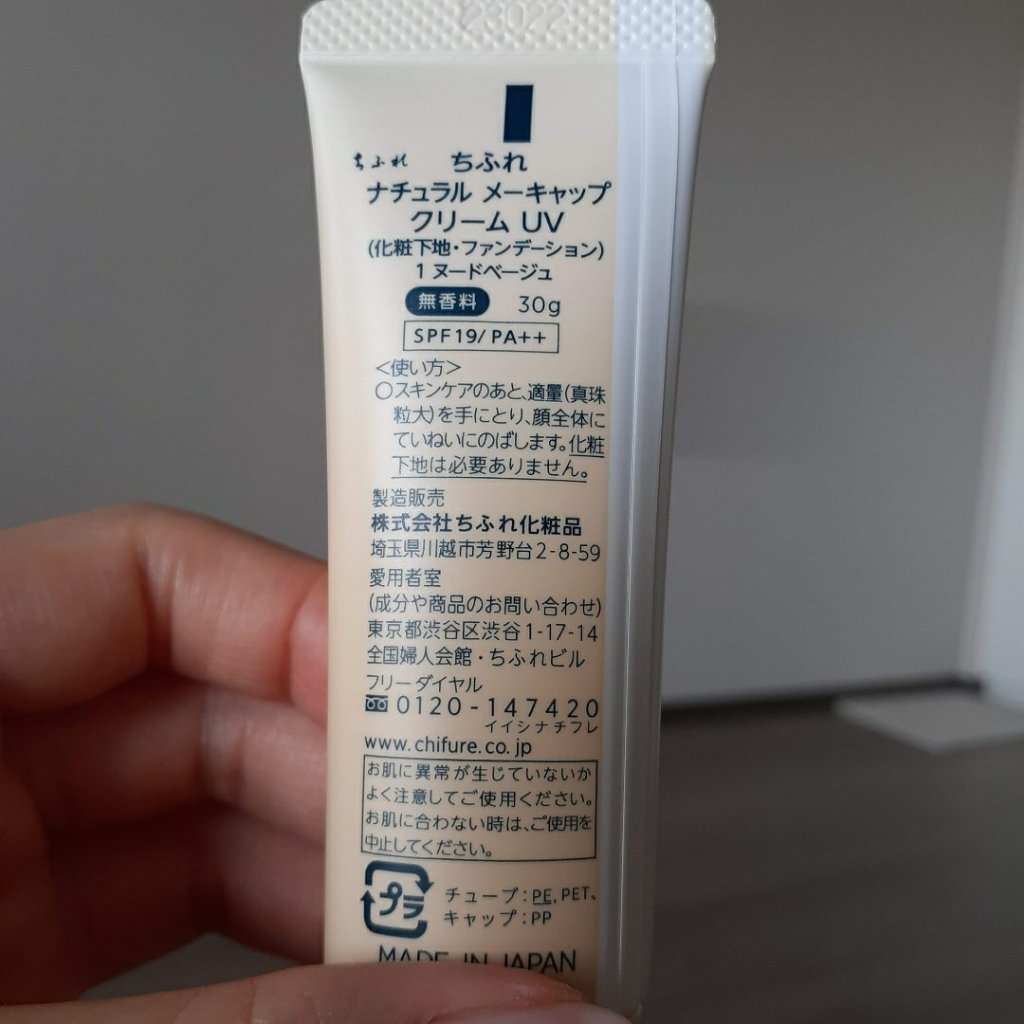 23022
ちふれ ちふれ
ナチュラル メーキャップ
クリーム UV
(化粧下地・ファンデーション)
1 ヌードベージュ
無香料 30g
SPF19/PA++
<使い方>
○スキンケアのあと、適量(真珠
粒大)を手にとり、顔全体に
ていねいにのばします。化粧
下地は必要ありません。
製造販売
株式会社ちふれ化粧品
埼玉県川越市芳野台2-8-59
愛用者室
(成分や商品のお問い合わせ)
東京都渋谷区渋谷1-17-14
全国婦人会館・ちふれビル
フリーダイヤル
0120-147420
イイシナチフレ
www.chifure.co.jp
お肌に異常が生じていないか
よく注意してご使用ください。
お肌に合わない時は、ご使用を
中止してください。
プラ
チューブ:PE,PET、
キャップ:PP
MADE IN JAPAN